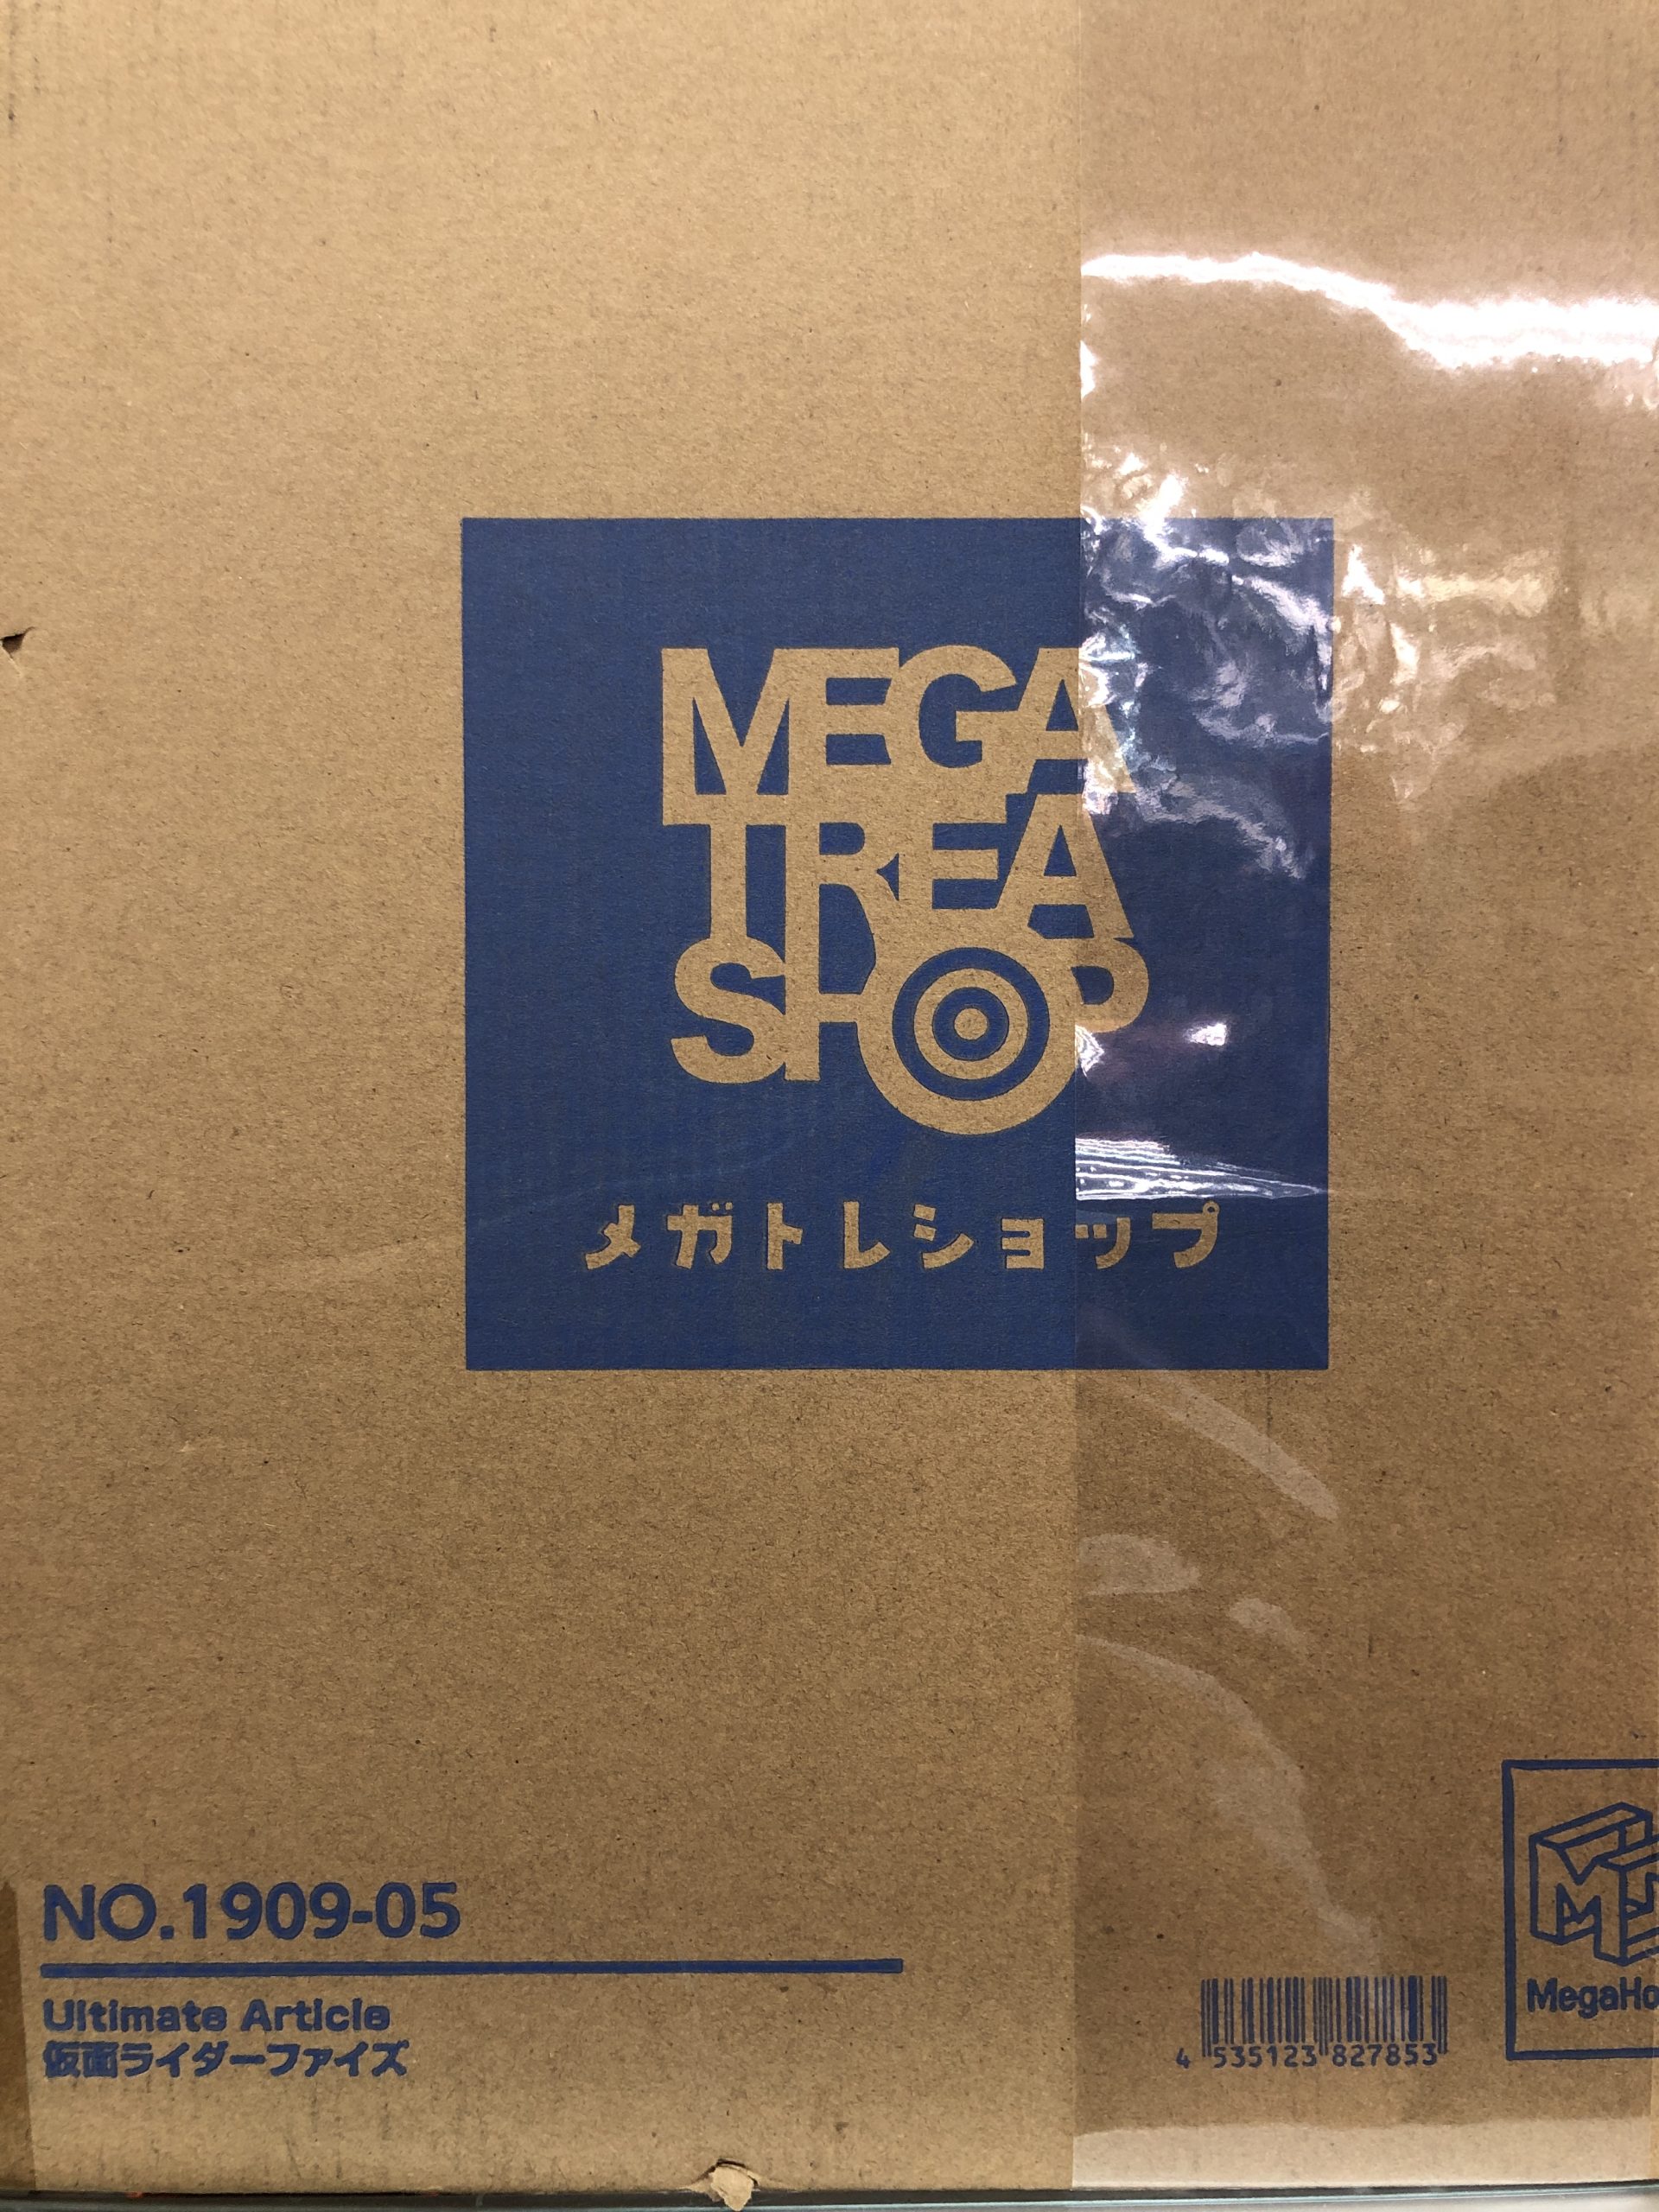 MEGA
TREA
SHOP
メガトレショップ
NO.1909-05
Ultimate Article
仮面ライダーファイズ
4 535123 827853
MegaHo